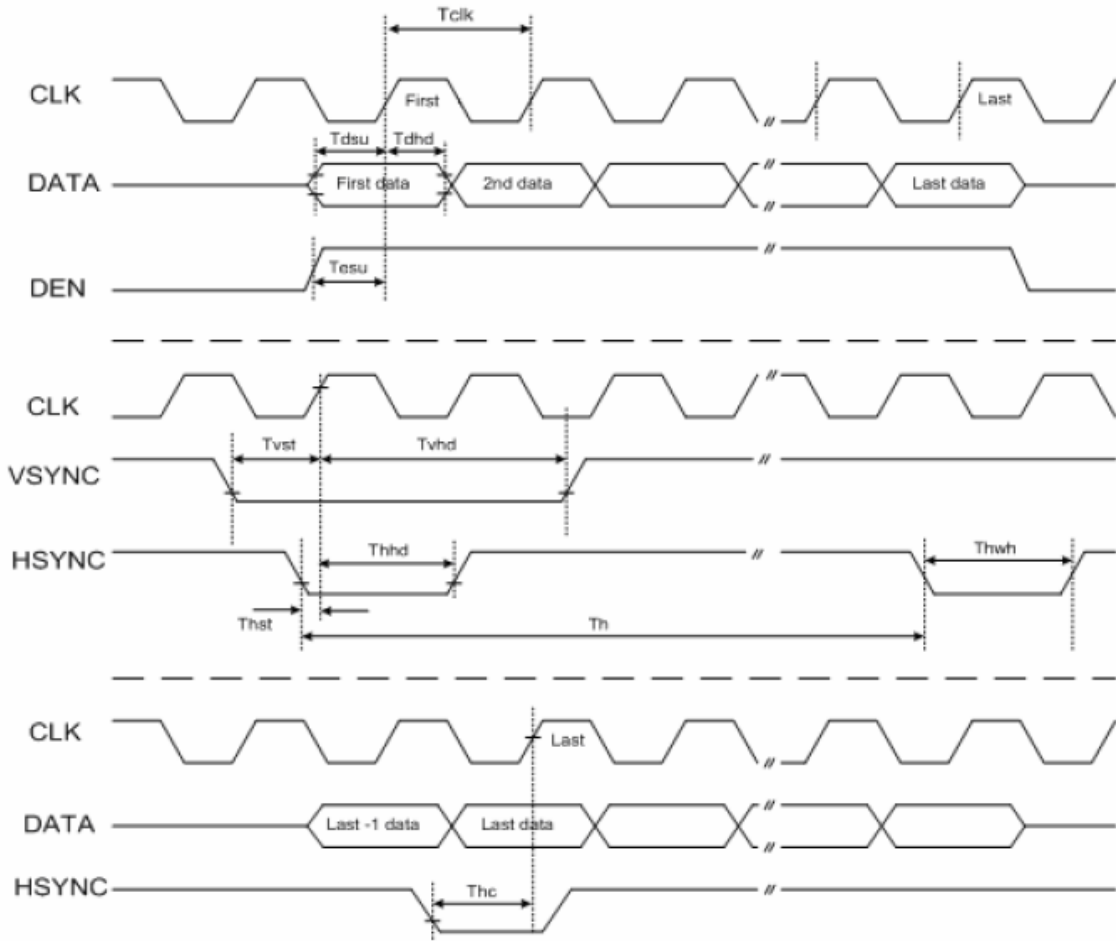 Tclk
CLK
First
Last
Tdsu
Tdhd
DATA
First data
2nd data
Last data
DEN
Tesu
CLK
Tvst
Tvhd
VSYNC
HSYNC
Thhd
Thwh
Thst
Th
CLK
Last
DATA
Last -1 data
Last data
HSYNC
Thc